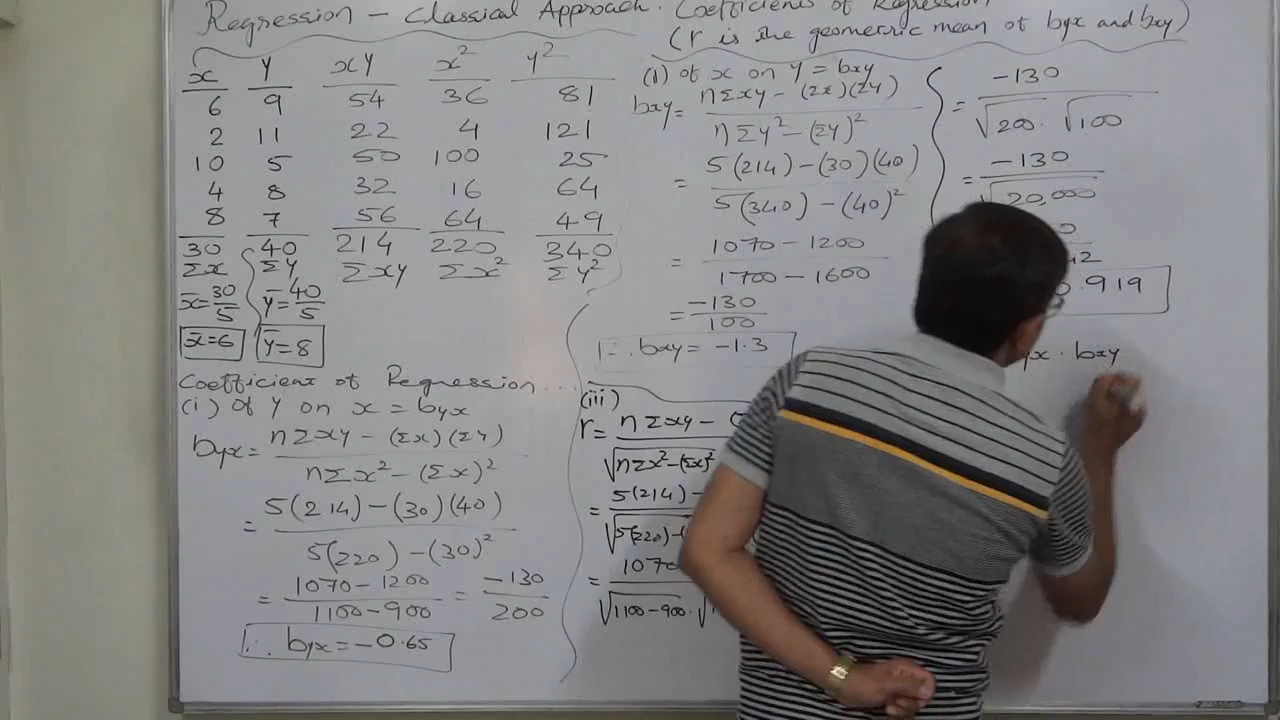 Regression - Classical Approach. Coefficients of Regression
(r is the geometric mean of byx and bxy)
x y xy x² y²
6 9 54 36 81
2 11 22 4 121
10 5 50 100 25
4 8 32 16 64
8 7 56 64 49
30 40 214 220 340
Σx Σy Σxy Σx² Σy²
x̄=30/5 ȳ=40/5
x̄=6 ȳ=8
Coefficient of Regression....
(i) of y on x = byx
byx = nΣxy - (Σx)(Σy) / nΣx² - (Σx)²
= 5(214) - (30)(40) / 5(220) - (30)²
= 1070 - 1200 / 1100 - 900 = -130 / 200
∴ byx = -0.65
(i) of x on y = bxy
bxy = nΣxy - (Σx)(Σy) / nΣy² - (Σy)²
= 5(214) - (30)(40) / 5(340) - (40)²
= 1070 - 1200 / 1700 - 1600
= -130 / 100
∴ bxy = -1.3
(iii)
r = nΣxy - / √nΣx² - (Σx)²
= 5(214) - / √5(220) -
= 1070 / √1100 - 900 . √
= -130 / √200 . √100
= -130 / √20,000
.919
. bxy